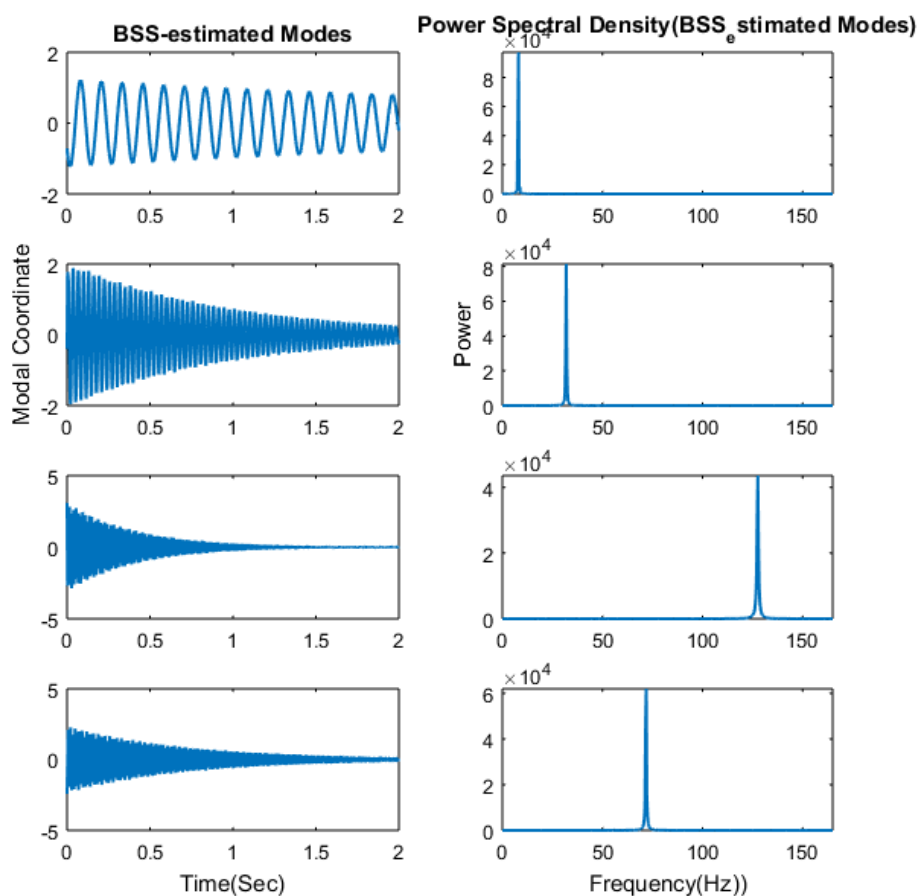 BSS-estimated Modes
Power Spectral Density(BSS_estimated Modes)
2
0
-2
0 0.5 1 1.5 2
×10^4
8
6
4
2
0
0 50 100 150
Modal Coordinate
2
0
-2
0 0.5 1 1.5 2
Power
×10^4
8
6
4
2
0
0 50 100 150
5
0
-5
0 0.5 1 1.5 2
×10^4
4
2
0
0 50 100 150
5
0
-5
0 0.5 1 1.5 2
Time(Sec)
×10^4
6
4
2
0
0 50 100 150
Frequency(Hz))